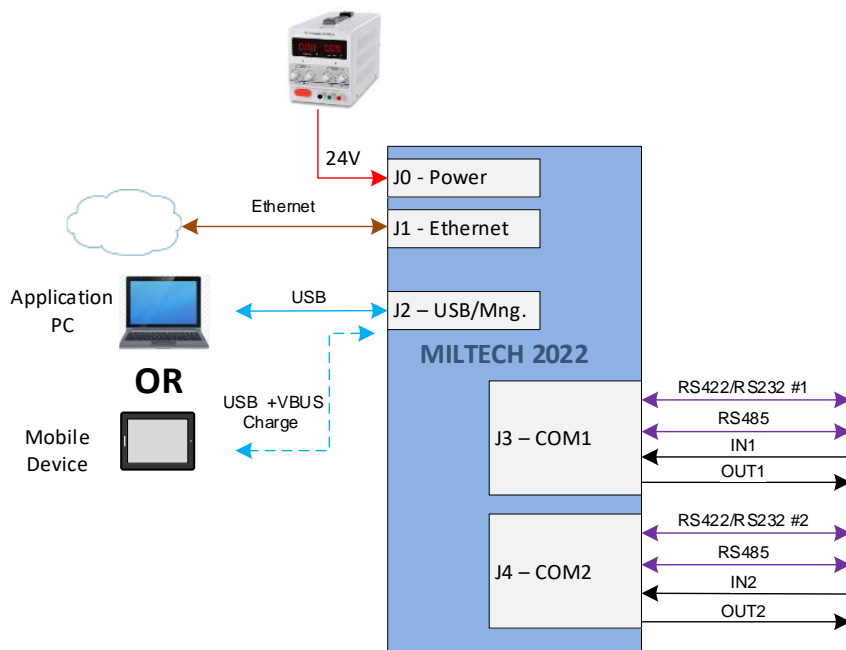 24V
J0 - Power
Ethernet
J1 - Ethernet
Application
PC
USB
J2 – USB/Mng.
MILTECH 2022
OR
USB +VBUS
Charge
Mobile
Device
J3 – COM1
RS422/RS232 #1
RS485
IN1
OUT1
J4 – COM2
RS422/RS232 #2
RS485
IN2
OUT2